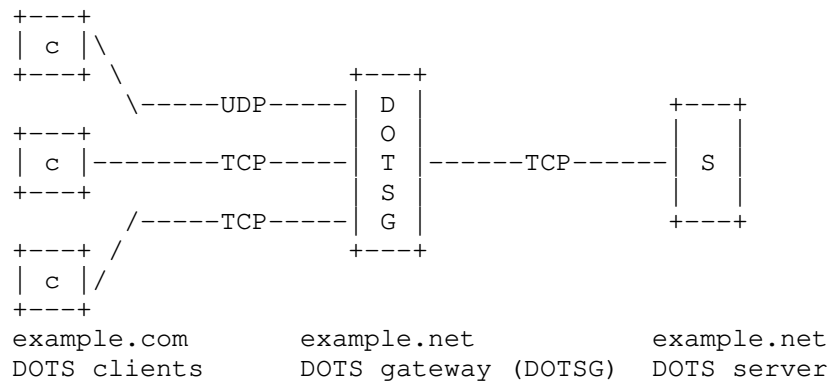 +---+
| c |\
+---+ \              +---+
       \-----UDP-----| D |                 +---+
+---+                | O |                 |   |
| c |--------TCP-----| T |------TCP------| S |
+---+                | S |                 |   |
       /-----TCP-----| G |                 +---+
+---+ /              +---+
| c |/
+---+
example.com      example.net           example.net
DOTS clients     DOTS gateway (DOTSG)  DOTS server